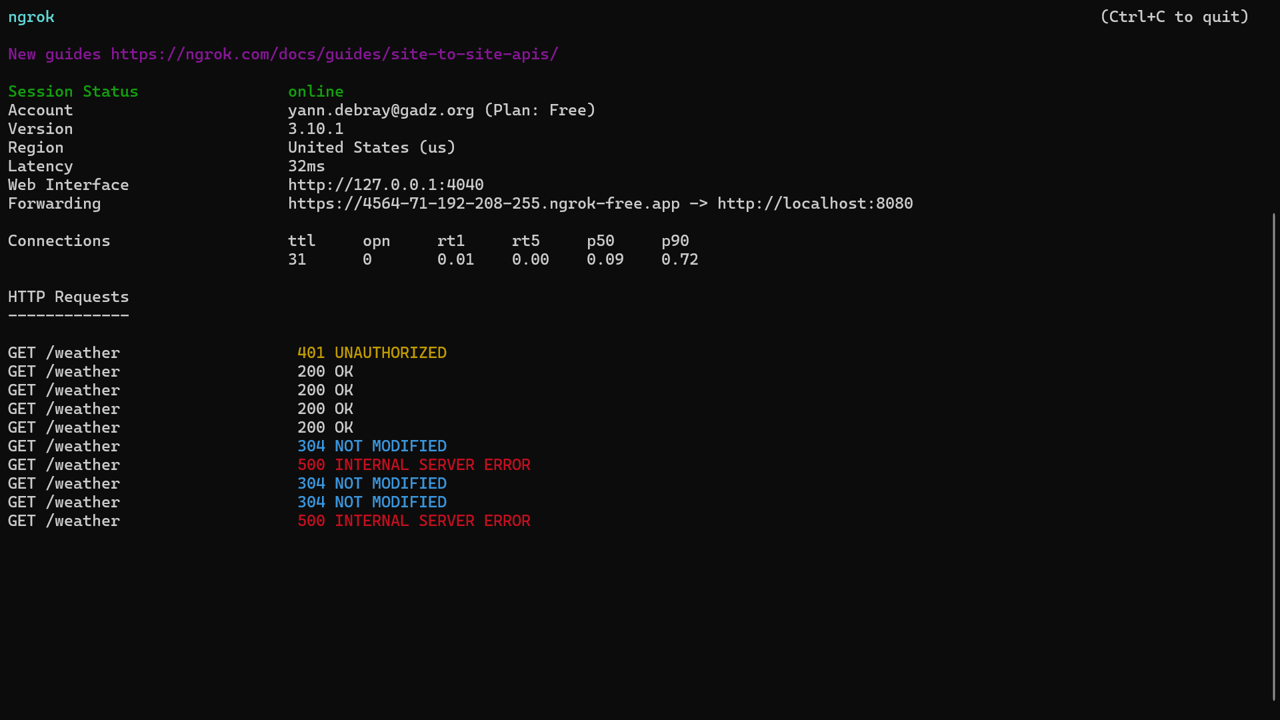 ngrok (Ctrl+C to quit)
New guides https://ngrok.com/docs/guides/site-to-site-apis/
Session Status online
Account yann.debray@gadz.org (Plan: Free)
Version 3.10.1
Region United States (us)
Latency 32ms
Web Interface http://127.0.0.1:4040
Forwarding https://4564-71-192-208-255.ngrok-free.app -> http://localhost:8080
Connections ttl opn rt1 rt5 p50 p90
31 0 0.01 0.00 0.09 0.72
HTTP Requests
-------------
GET /weather 401 UNAUTHORIZED
GET /weather 200 OK
GET /weather 200 OK
GET /weather 200 OK
GET /weather 200 OK
GET /weather 304 NOT MODIFIED
GET /weather 500 INTERNAL SERVER ERROR
GET /weather 304 NOT MODIFIED
GET /weather 304 NOT MODIFIED
GET /weather 500 INTERNAL SERVER ERROR